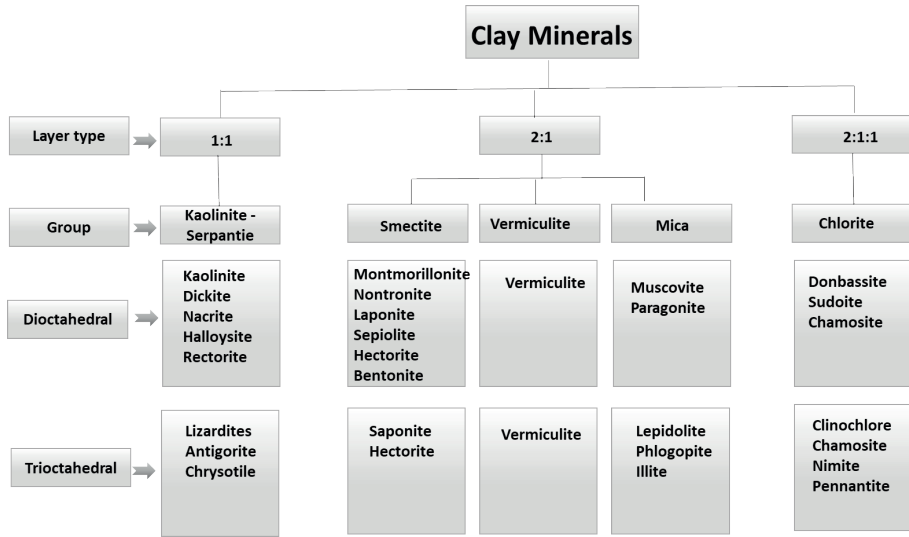 Clay Minerals
Layer type
1:1
2:1
2:1:1
Group
Kaolinite -
Serpantie
Smectite
Vermiculite
Mica
Chlorite
Dioctahedral
Kaolinite
Dickite
Nacrite
Halloysite
Rectorite
Montmorillonite
Nontronite
Laponite
Sepiolite
Hectorite
Bentonite
Vermiculite
Muscovite
Paragonite
Donbassite
Sudoite
Chamosite
Trioctahedral
Lizardites
Antigorite
Chrysotile
Saponite
Hectorite
Vermiculite
Lepidolite
Phlogopite
Illite
Clinochlore
Chamosite
Nimite
Pennantite